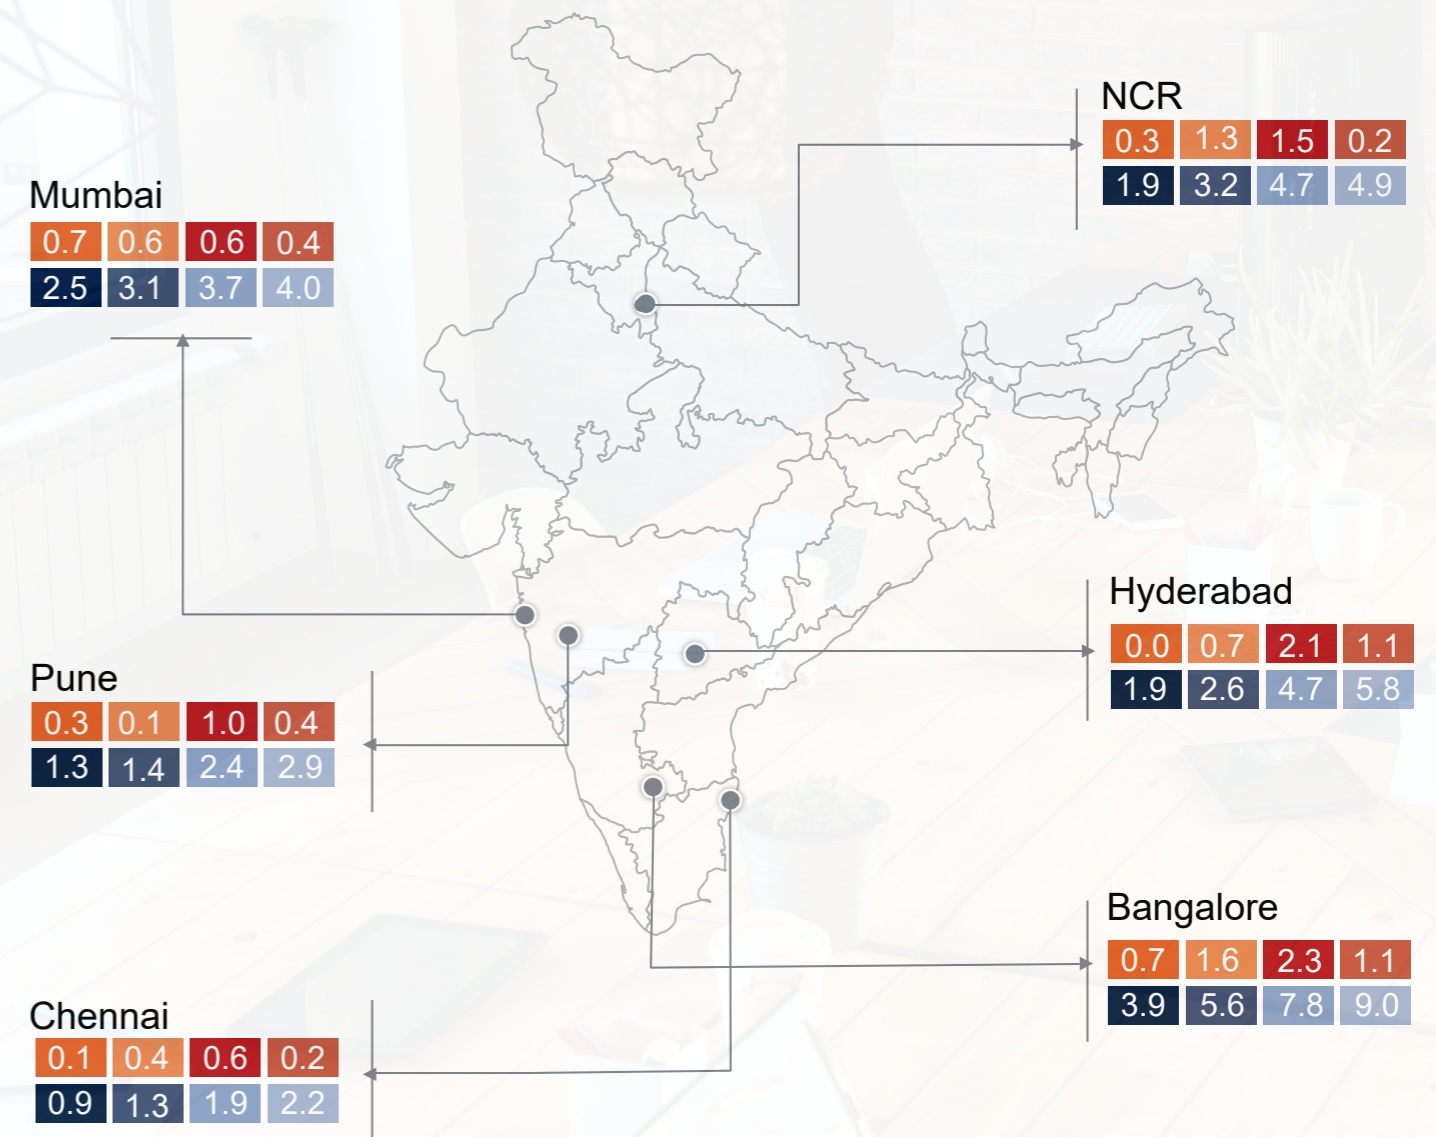 NCR
0.3 1.3 1.5 0.2
1.9 3.2 4.7 4.9
Mumbai
0.7 0.6 0.6 0.4
2.5 3.1 3.7 4.0
Hyderabad
0.0 0.7 2.1 1.1
1.9 2.6 4.7 5.8
Pune
0.3 0.1 1.0 0.4
1.3 1.4 2.4 2.9
Bangalore
0.7 1.6 2.3 1.1
3.9 5.6 7.8 9.0
Chennai
0.1 0.4 0.6 0.2
0.9 1.3 1.9 2.2